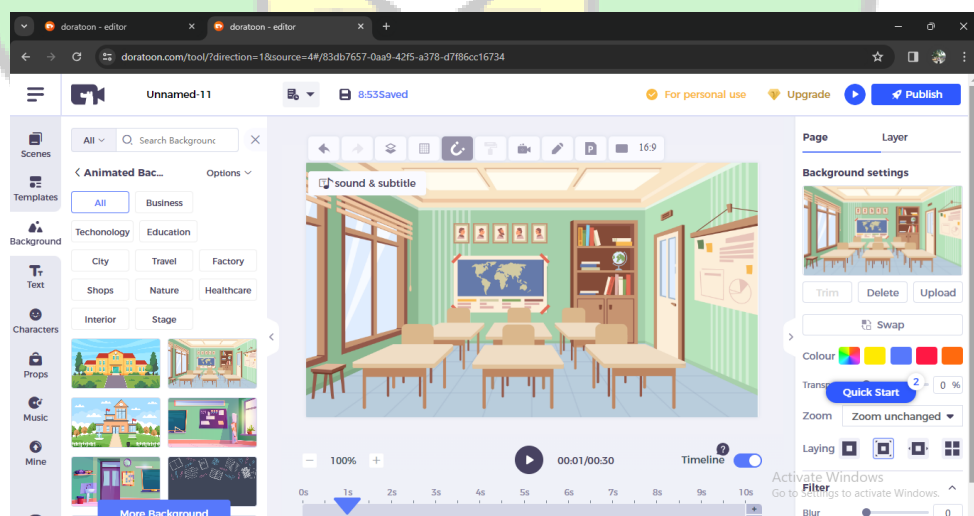 doratoon - editor
doratoon - editor
doratoon.com/tool/?direction=1&source=4#/83db7657-0aa9-42f5-a378-d7f86cc16734
Unnamed-11
8:53Saved
For personal use
Upgrade
Publish
Scenes
Templates
Background
Text
Characters
Props
Music
Mine
All
Search Backgrounc
Animated Bac...
Options
All
Business
Techonology
Education
City
Travel
Factory
Shops
Nature
Healthcare
Interior
Stage
More Background
16:9
sound & subtitle
100%
00:01/00:30
Timeline
0s 1s 2s 3s 4s 5s 6s 7s 8s 9s 10s
Page
Layer
Background settings
Trim
Delete
Upload
Swap
Colour
0 %
Quick Start
2
Zoom
Zoom unchanged
Laying
Activate Windows
Go to Settings to activate Windows.
Filter
Blur
0